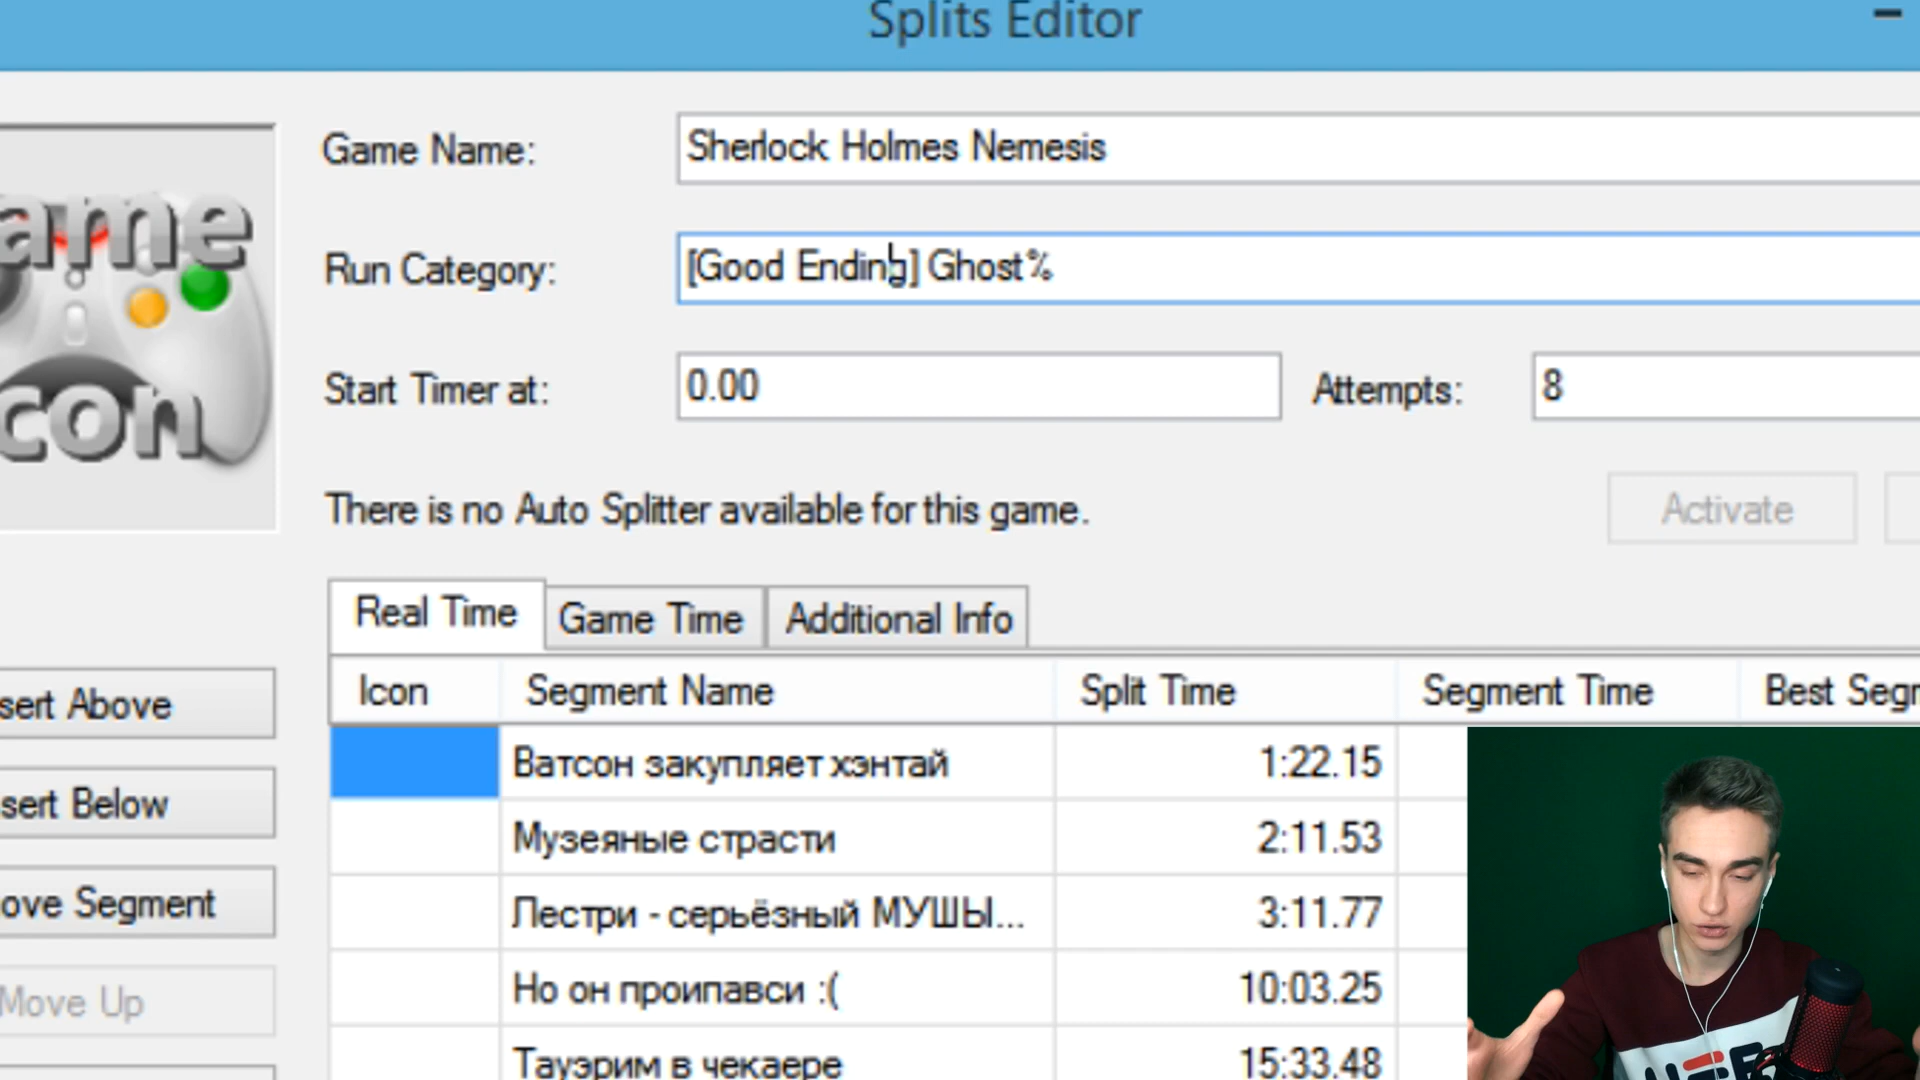 Splits Editor
Game Name: Sherlock Holmes Nemesis
Run Category: [Good Ending] Ghost%
Start Timer at: 0.00 Attempts: 8
There is no Auto Splitter available for this game.
Activate
Real Time Game Time Additional Info
Icon Segment Name Split Time Segment Time Best Segm
Ватсон закупляет хэнтай 1:22.15
Музеяные страсти 2:11.53
Лестри - серьёзный МУШЫ... 3:11.77
Но он проипавси :( 10:03.25
Тауэрим в чекаере 15:33.48
ame
con
sert Above
sert Below
ove Segment
Move Up